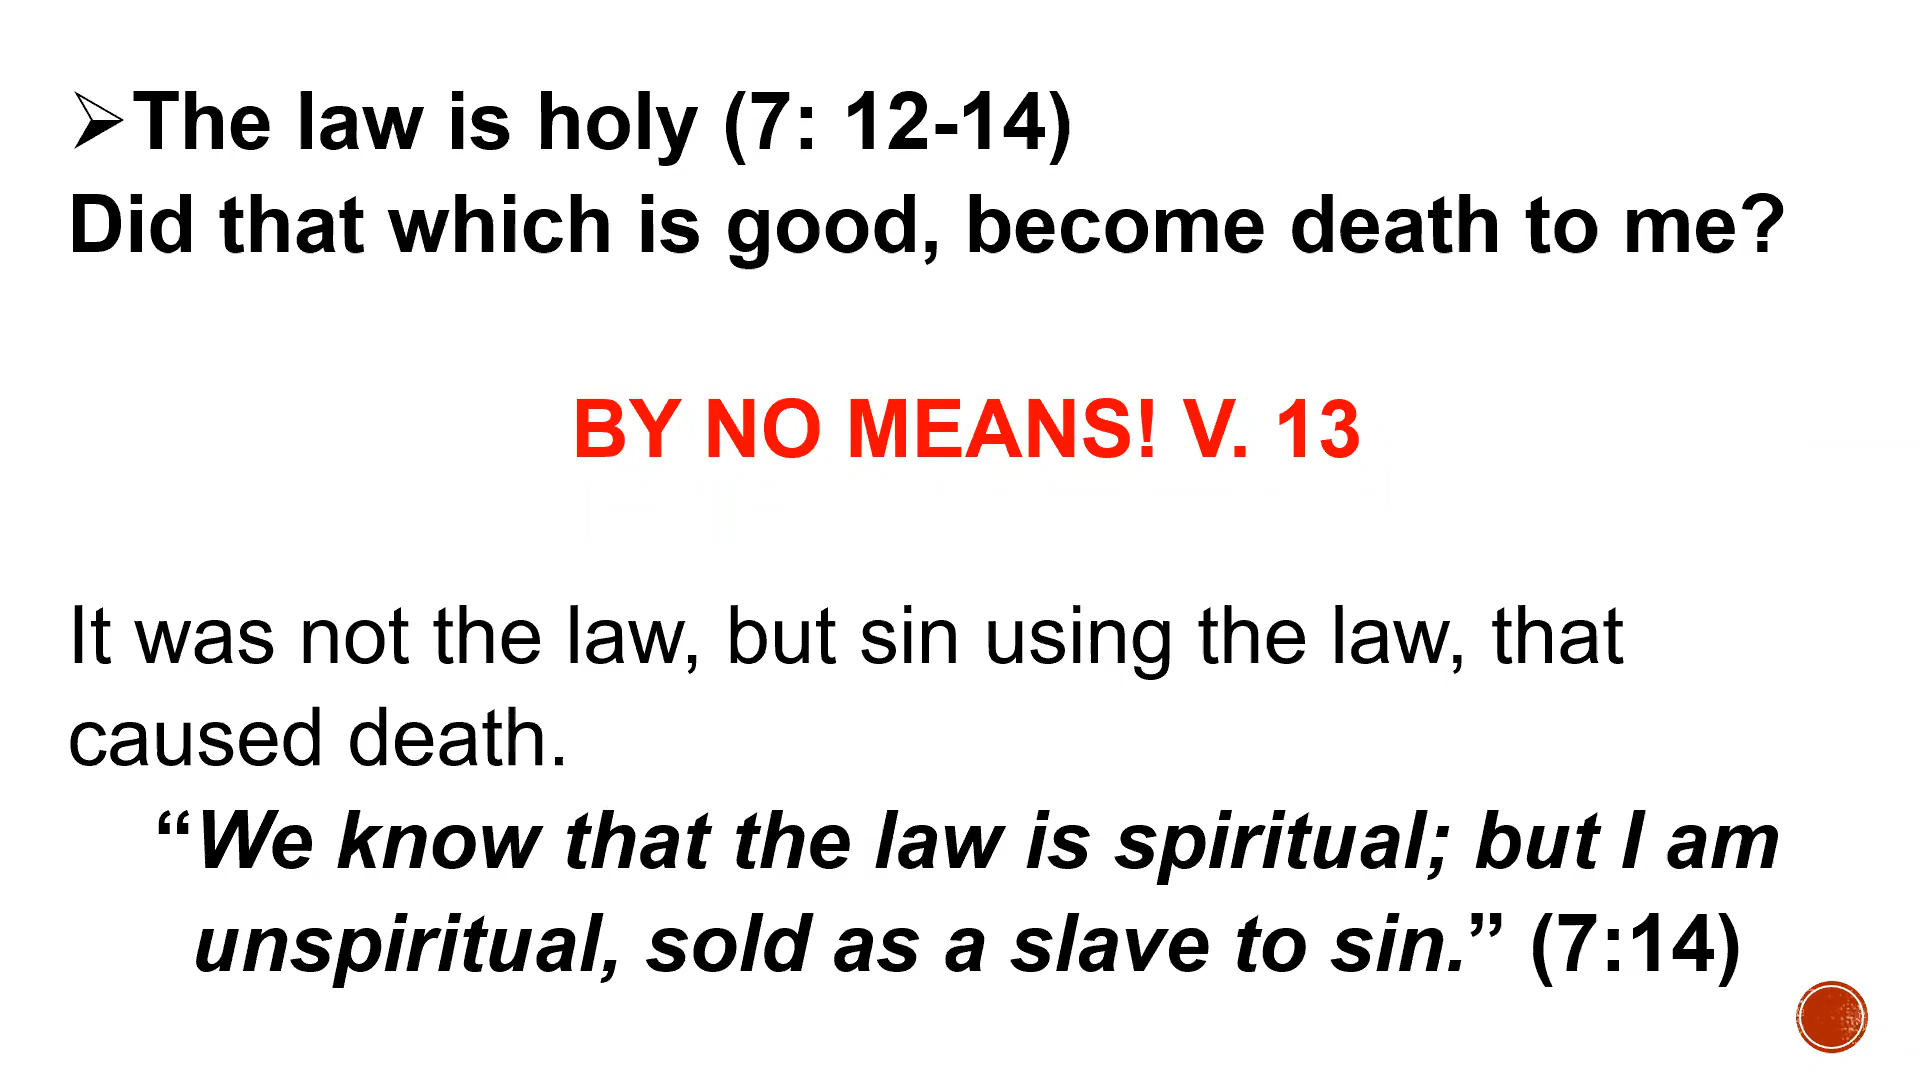 ➢The law is holy (7: 12-14)
Did that which is good, become death to me?
BY NO MEANS! V. 13
It was not the law, but sin using the law, that
caused death.
“We know that the law is spiritual; but I am
unspiritual, sold as a slave to sin.” (7:14)